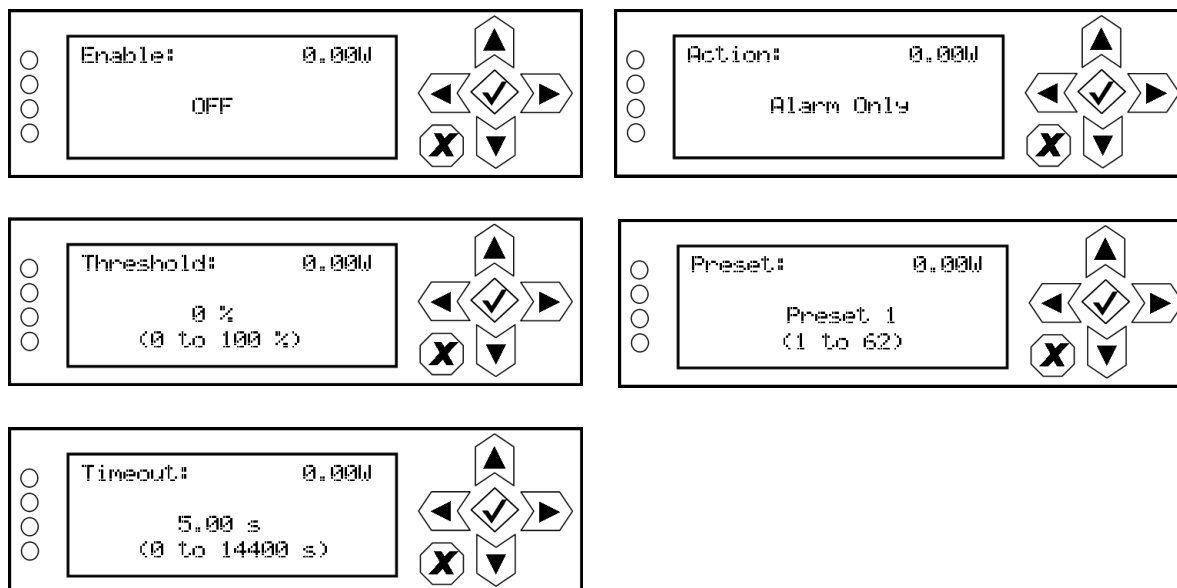 Enable: 0.00W
OFF
Action: 0.00W
Alarm Only
Threshold: 0.00W
0 %
(0 to 100 %)
Preset: 0.00W
Preset 1
(1 to 62)
Timeout: 0.00W
5.00 s
(0 to 14400 s)